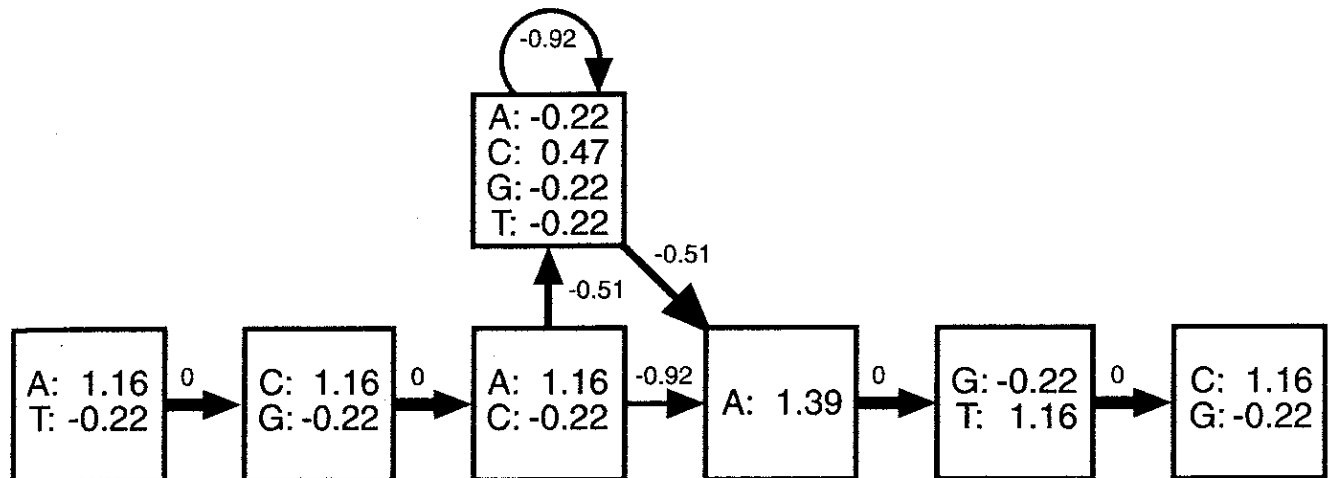 -0.92
A: -0.22
C: 0.47
G: -0.22
T: -0.22
-0.51
-0.51
A: 1.16
T: -0.22
0
C: 1.16
G: -0.22
0
A: 1.16
C: -0.22
-0.92
A: 1.39
0
G: -0.22
T: 1.16
0
C: 1.16
G: -0.22